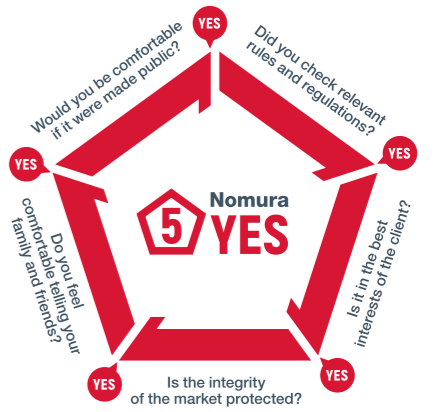 YES
Did you check relevant
rules and regulations?
YES
Is it in the best
interests of the client?
YES
Is the integrity
of the market protected?
YES
Do you feel
comfortable telling your
family and friends?
YES
Would you be comfortable
if it were made public?
Nomura
5 YES